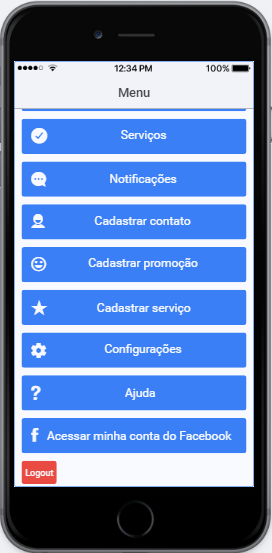 12:34 PM 100%
Menu
Serviços
Notificações
Cadastrar contato
Cadastrar promoção
Cadastrar serviço
Configurações
Ajuda
Acessar minha conta do Facebook
Logout